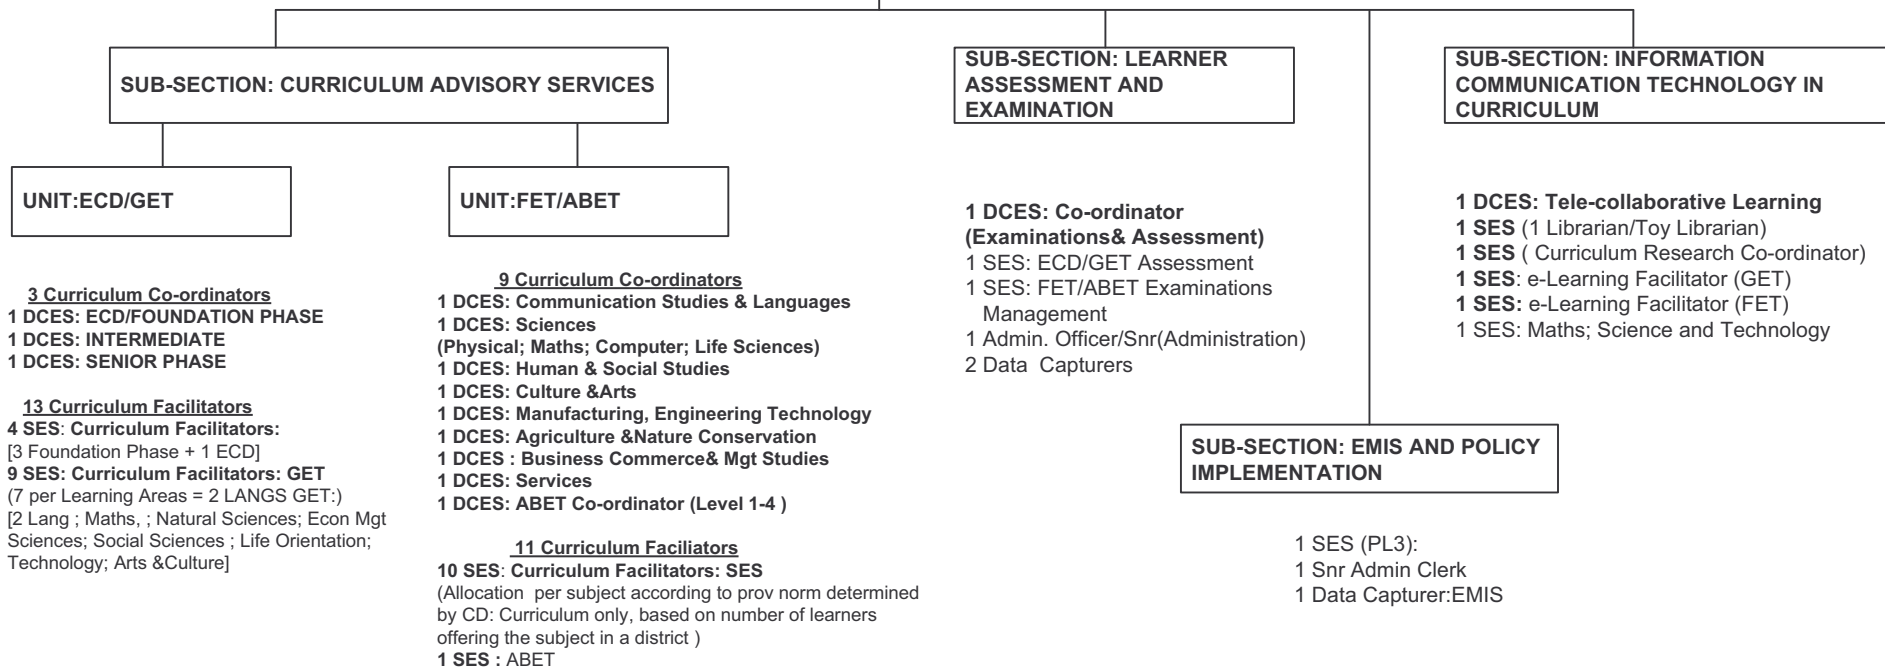 SUB-SECTION: CURRICULUM ADVISORY SERVICES
UNIT:ECD/GET
3 Curriculum Co-ordinators
1 DCES: ECD/FOUNDATION PHASE
1 DCES: INTERMEDIATE
1 DCES: SENIOR PHASE
13 Curriculum Facilitators
4 SES: Curriculum Facilitators:
[3 Foundation Phase + 1 ECD]
9 SES: Curriculum Facilitators: GET
(7 per Learning Areas = 2 LANGS GET:)
[2 Lang ; Maths, ; Natural Sciences; Econ Mgt
Sciences; Social Sciences ; Life Orientation;
Technology; Arts &Culture]
UNIT:FET/ABET
9 Curriculum Co-ordinators
1 DCES: Communication Studies & Languages
1 DCES: Sciences
(Physical; Maths; Computer; Life Sciences)
1 DCES: Human & Social Studies
1 DCES: Culture &Arts
1 DCES: Manufacturing, Engineering Technology
1 DCES: Agriculture &Nature Conservation
1 DCES : Business Commerce& Mgt Studies
1 DCES: Services
1 DCES: ABET Co-ordinator (Level 1-4 )
11 Curriculum Faciliators
10 SES: Curriculum Facilitators: SES
(Allocation per subject according to prov norm determined
by CD: Curriculum only, based on number of learners
offering the subject in a district )
1 SES : ABET
SUB-SECTION: LEARNER
ASSESSMENT AND
EXAMINATION
1 DCES: Co-ordinator
(Examinations& Assessment)
1 SES: ECD/GET Assessment
1 SES: FET/ABET Examinations
Management
1 Admin. Officer/Snr(Administration)
2 Data Capturers
SUB-SECTION: EMIS AND POLICY
IMPLEMENTATION
1 SES (PL3):
1 Snr Admin Clerk
1 Data Capturer:EMIS
SUB-SECTION: INFORMATION
COMMUNICATION TECHNOLOGY IN
CURRICULUM
1 DCES: Tele-collaborative Learning
1 SES (1 Librarian/Toy Librarian)
1 SES ( Curriculum Research Co-ordinator)
1 SES: e-Learning Facilitator (GET)
1 SES: e-Learning Facilitator (FET)
1 SES: Maths; Science and Technology